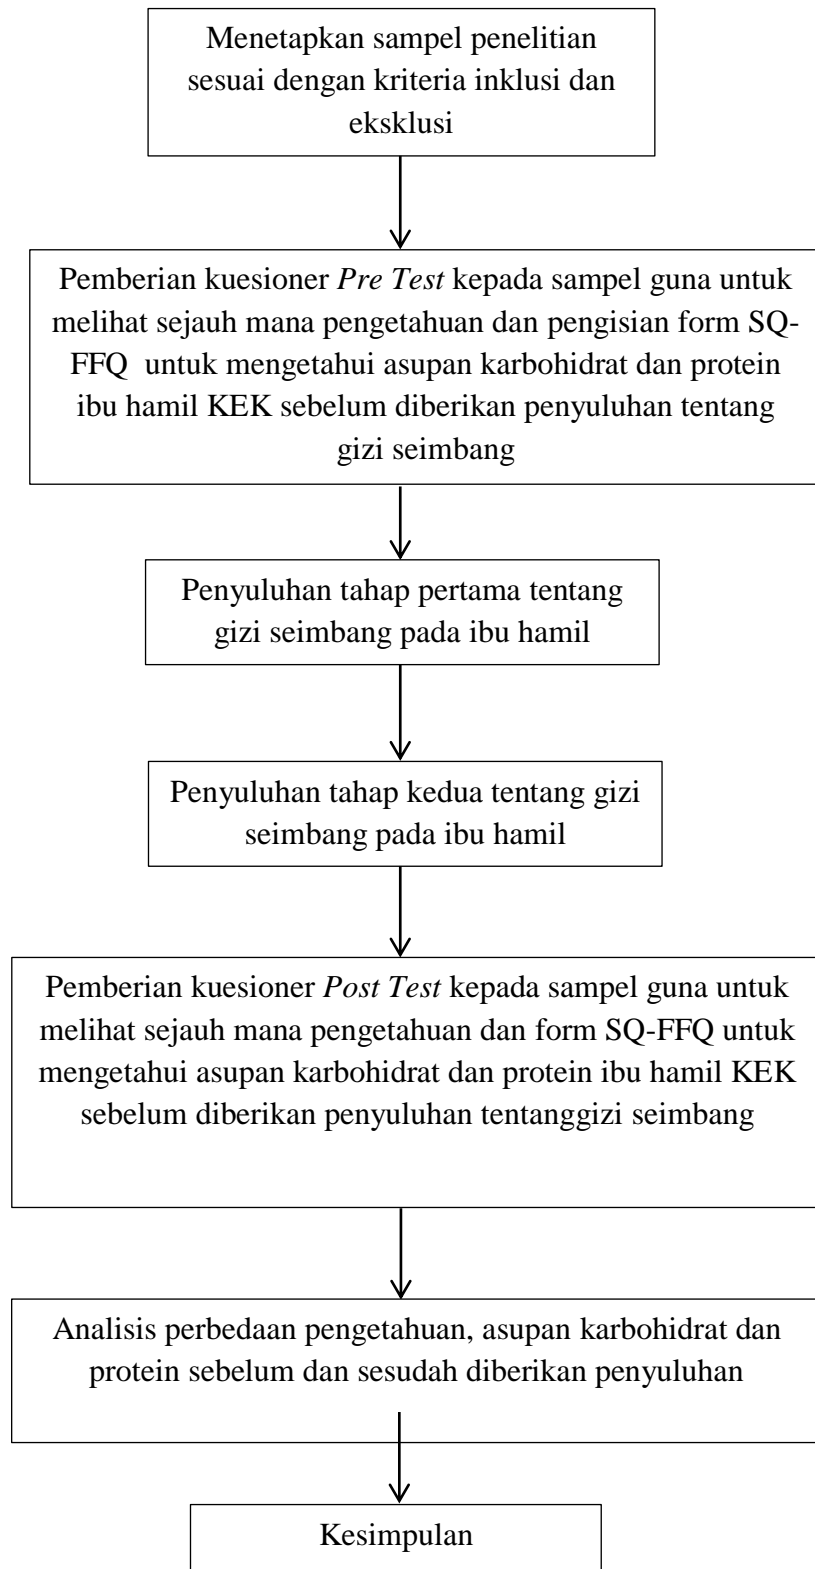 Menetapkan sampel penelitian
sesuai dengan kriteria inklusi dan
eksklusi
Pemberian kuesioner Pre Test kepada sampel guna untuk
melihat sejauh mana pengetahuan dan pengisian form SQ-
FFQ untuk mengetahui asupan karbohidrat dan protein
ibu hamil KEK sebelum diberikan penyuluhan tentang
gizi seimbang
Penyuluhan tahap pertama tentang
gizi seimbang pada ibu hamil
Penyuluhan tahap kedua tentang gizi
seimbang pada ibu hamil
Pemberian kuesioner Post Test kepada sampel guna untuk
melihat sejauh mana pengetahuan dan form SQ-FFQ untuk
mengetahui asupan karbohidrat dan protein ibu hamil KEK
sebelum diberikan penyuluhan tentanggizi seimbang
Analisis perbedaan pengetahuan, asupan karbohidrat dan
protein sebelum dan sesudah diberikan penyuluhan
Kesimpulan